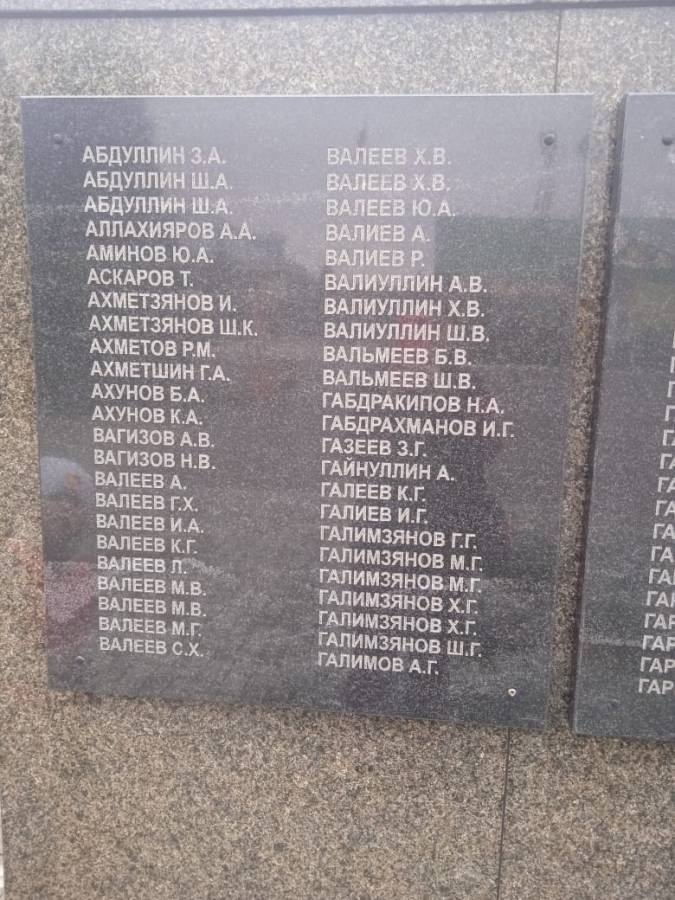 АБДУЛЛИН З.А.
АБДУЛЛИН Ш.А.
АБДУЛЛИН Ш.А.
АЛЛАХИЯРОВ А.А.
АМИНОВ Ю.А.
АСКАРОВ Т.
АХМЕТЗЯНОВ И.
АХМЕТЗЯНОВ Ш.К.
АХМЕТОВ Р.М.
АХМЕТШИН Г.А.
АХУНОВ Б.А.
АХУНОВ К.А.
ВАГИЗОВ А.В.
ВАГИЗОВ Н.В.
ВАЛЕЕВ А.
ВАЛЕЕВ Г.Х.
ВАЛЕЕВ И.А.
ВАЛЕЕВ К.Г.
ВАЛЕЕВ Л.
ВАЛЕЕВ М.В.
ВАЛЕЕВ М.В.
ВАЛЕЕВ М.Г.
ВАЛЕЕВ С.Х.
ВАЛЕЕВ Х.В.
ВАЛЕЕВ Х.В.
ВАЛЕЕВ Ю.А.
ВАЛИЕВ А.
ВАЛИЕВ Р.
ВАЛИУЛЛИН А.В.
ВАЛИУЛЛИН Х.В.
ВАЛИУЛЛИН Ш.В.
ВАЛЬМЕЕВ Б.В.
ВАЛЬМЕЕВ Ш.В.
ГАБДРАКИПОВ Н.А.
ГАБДРАХМАНОВ И.Г.
ГАЗЕЕВ З.Г.
ГАЙНУЛЛИН А.
ГАЛЕЕВ К.Г.
ГАЛИЕВ И.Г.
ГАЛИМЗЯНОВ Г.Г.
ГАЛИМЗЯНОВ М.Г.
ГАЛИМЗЯНОВ М.Г.
ГАЛИМЗЯНОВ Х.Г.
ГАЛИМЗЯНОВ Х.Г.
ГАЛИМЗЯНОВ Ш.Г.
ГАЛИМОВ А.Г.